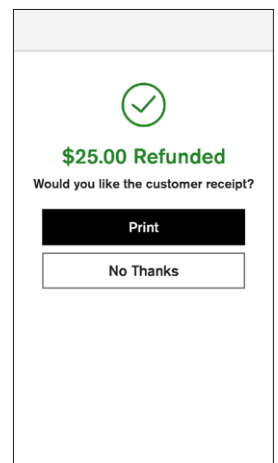 $25.00 Refunded
Would you like the customer receipt?
Print
No Thanks